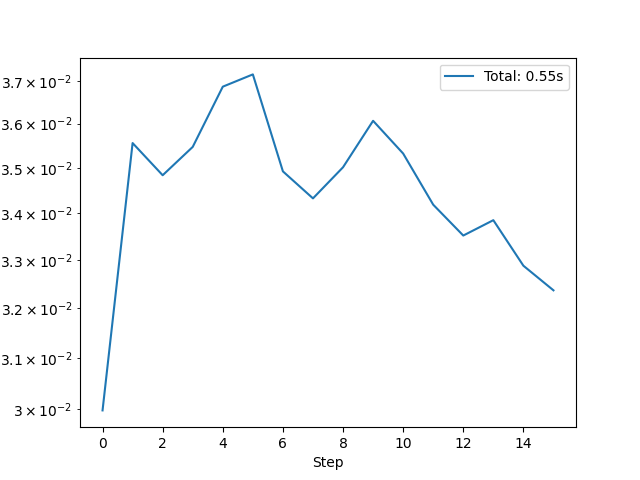 Total: 0.55s
3.7 × 10⁻²
3.6 × 10⁻²
3.5 × 10⁻²
3.4 × 10⁻²
3.3 × 10⁻²
3.2 × 10⁻²
3.1 × 10⁻²
3 × 10⁻²
0 2 4 6 8 10 12 14
Step